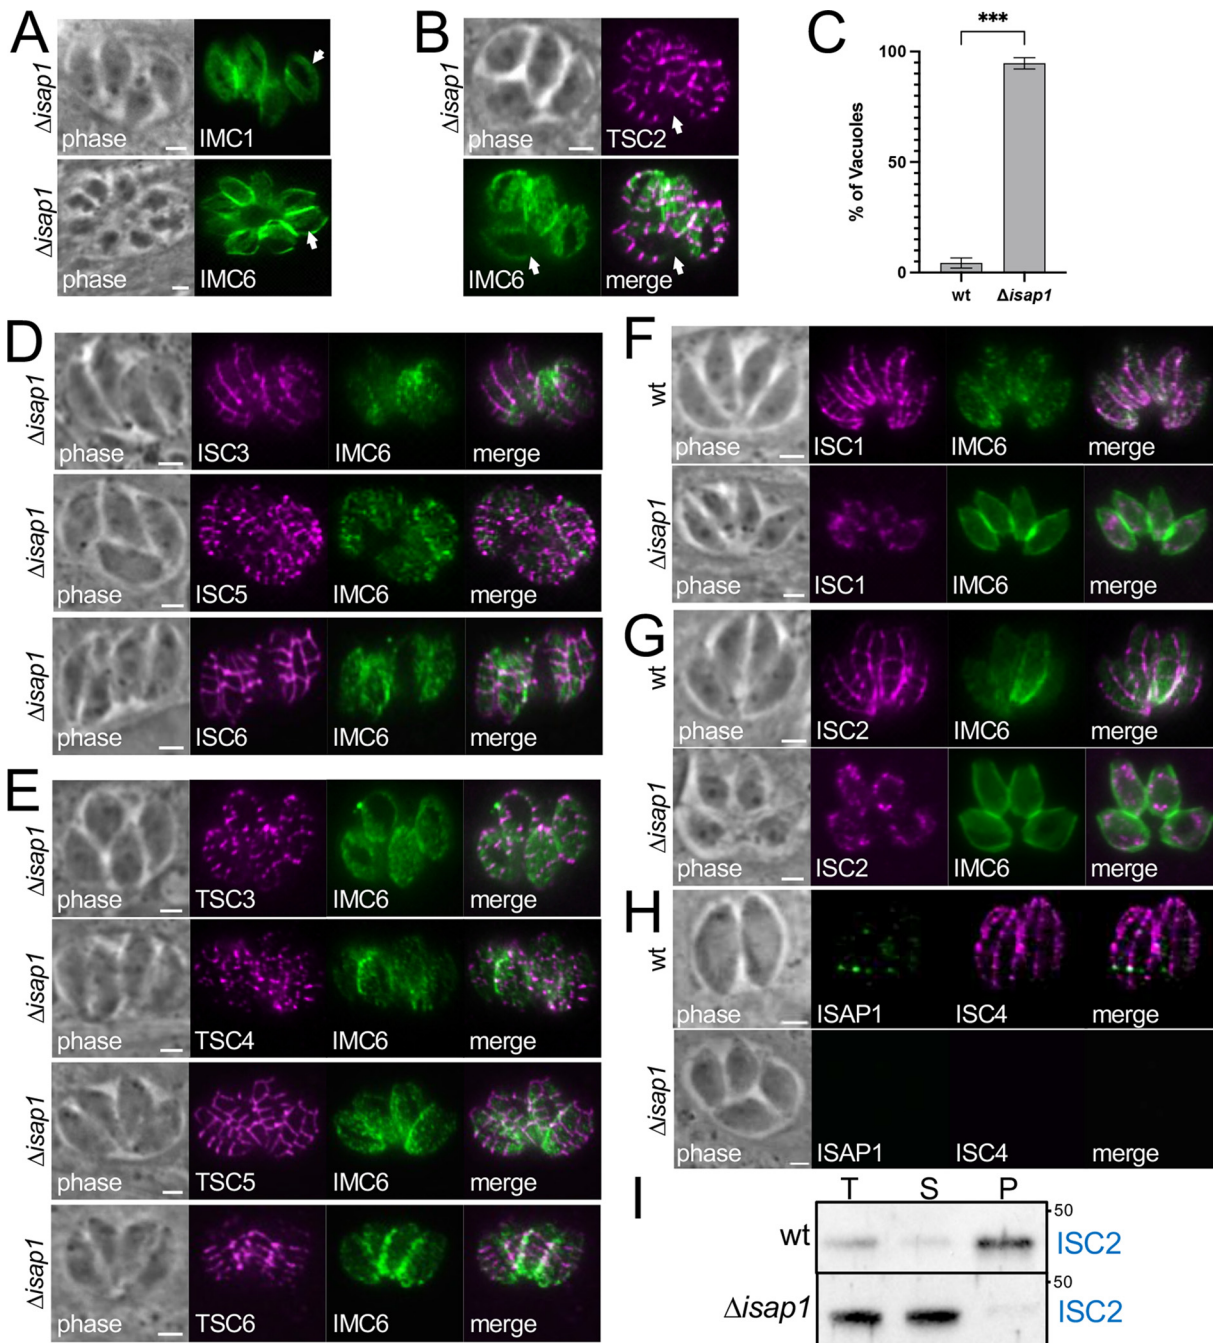 A
Δisap1
phase
IMC1
Δisap1
phase
IMC6
B
Δisap1
phase
TSC2
IMC6
merge
C
***
% of Vacuoles
100
50
0
wt
Δisap1
D
Δisap1
phase
ISC3
IMC6
merge
Δisap1
phase
ISC5
IMC6
merge
Δisap1
phase
ISC6
IMC6
merge
E
Δisap1
phase
TSC3
IMC6
merge
Δisap1
phase
TSC4
IMC6
merge
Δisap1
phase
TSC5
IMC6
merge
Δisap1
phase
TSC6
IMC6
merge
F
wt
phase
ISC1
IMC6
merge
Δisap1
phase
ISC1
IMC6
merge
G
wt
phase
ISC2
IMC6
merge
Δisap1
phase
ISC2
IMC6
merge
H
wt
phase
ISAP1
ISC4
merge
Δisap1
phase
ISAP1
ISC4
merge
I
T S P
wt
50
ISC2
Δisap1
50
ISC2